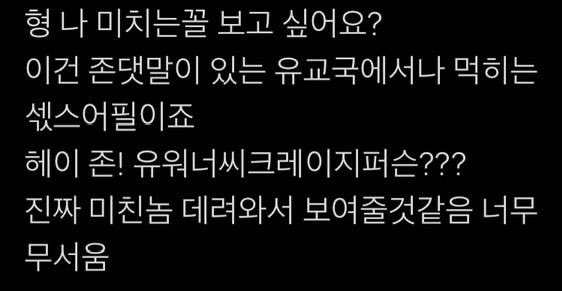 형 나 미치는꼴 보고 싶어요?
이건 존댓말이 있는 유교국에서나 먹히는
섻스어필이죠
헤이 존! 유워너씨크레이지퍼슨???
진짜 미친놈 데려와서 보여줄것같음 너무
무서움